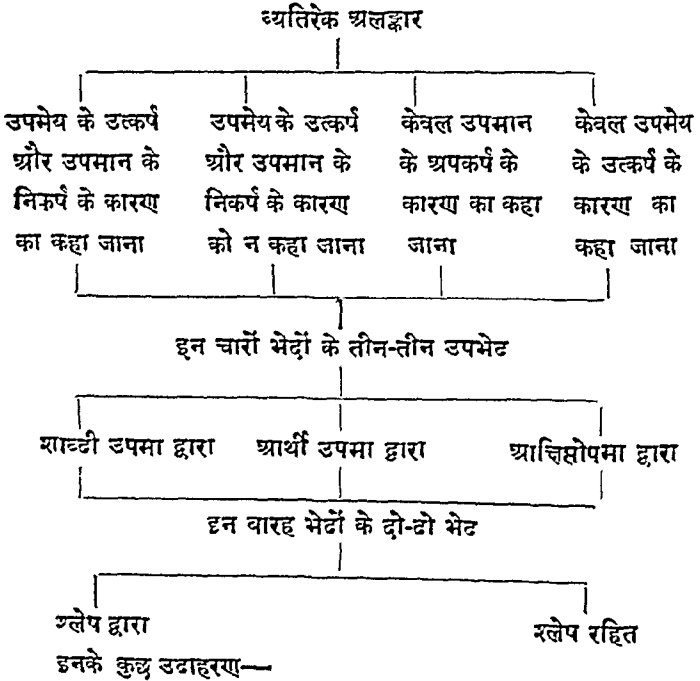 व्यतिरेक अलङ्कार
उपमेय के उत्कर्ष
और उपमान के
निकर्ष के कारण
का कहा जाना
उपमेय के उत्कर्ष
और उपमान के
निकर्ष के कारण
को न कहा जाना
केवल उपमान
के अपकर्ष के
कारण का कहा
जाना
केवल उपमेय
के उत्कर्ष के
कारण का
कहा जाना
इन चारों भेदों के तीन-तीन उपभेद
शाब्दी उपमा द्वारा
आर्थी उपमा द्वारा
आक्षिप्तोपमा द्वारा
इन बारह भेदों के दो-दो भेद
श्लेष द्वारा
श्लेष रहित
इनके कुछ उदाहरण—